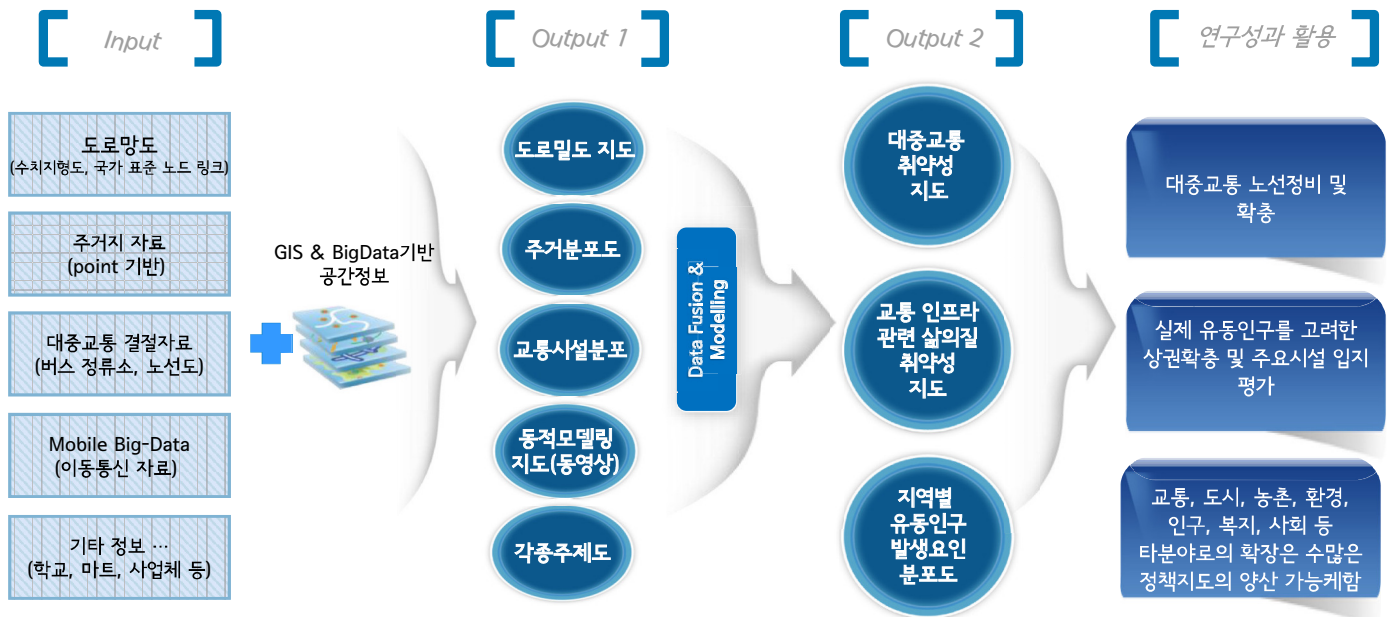 Input
도로망도
(수치지형도, 국가 표준 노드 링크)
주거지 자료
(point 기반)
대중교통 결절자료
(버스 정류소, 노선도)
Mobile Big-Data
(이동통신 자료)
기타 정보 …
(학교, 마트, 사업체 등)
GIS & BigData기반
공간정보
Output 1
도로밀도 지도
주거분포도
교통시설분포
동적모델링
지도(동영상)
각종주제도
Data Fusion &
Modelling
Output 2
대중교통
취약성
지도
교통 인프라
관련 삶의질
취약성
지도
지역별
유동인구
발생요인
분포도
연구성과 활용
대중교통 노선정비 및
확충
실제 유동인구를 고려한
상권확충 및 주요시설 입지
평가
교통, 도시, 농촌, 환경,
인구, 복지, 사회 등
타분야로의 확장은 수많은
정책지도의 양산 가능케함